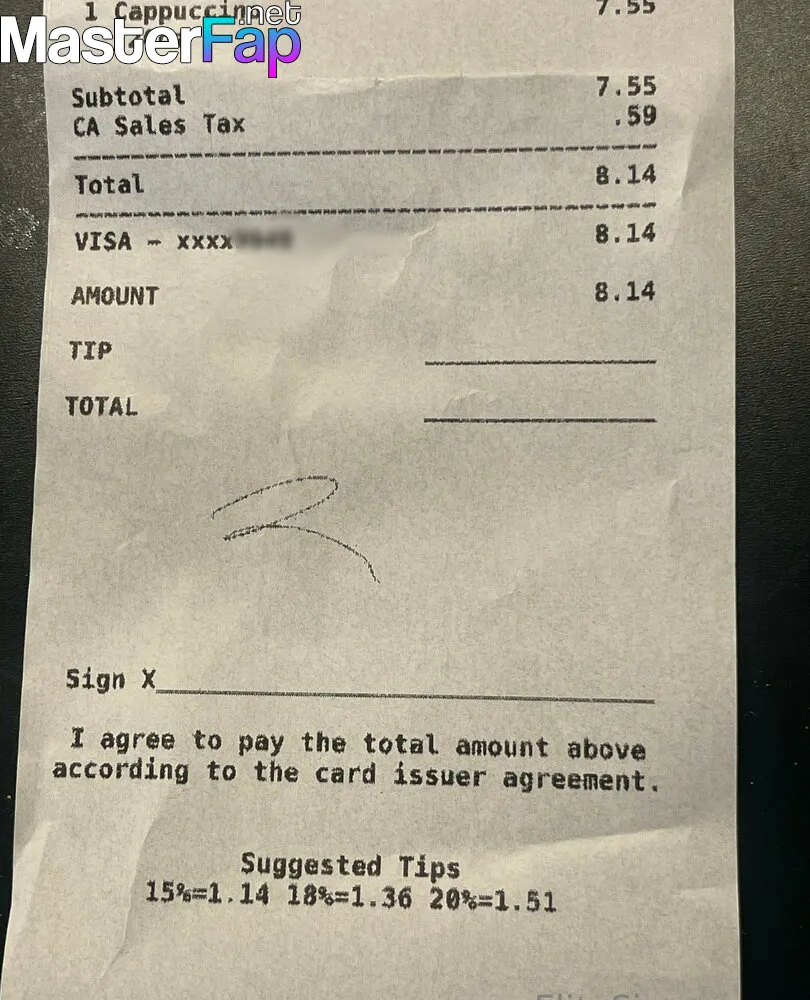 1 Cappuccino 7.55
.net
MasterFap
Subtotal 7.55
CA Sales Tax .59
Total 8.14
VISA - xxxx 8.14
AMOUNT 8.14
TIP
TOTAL
Sign X
I agree to pay the total amount above
according to the card issuer agreement.
Suggested Tips
15%=1.14 18%=1.36 20%=1.51